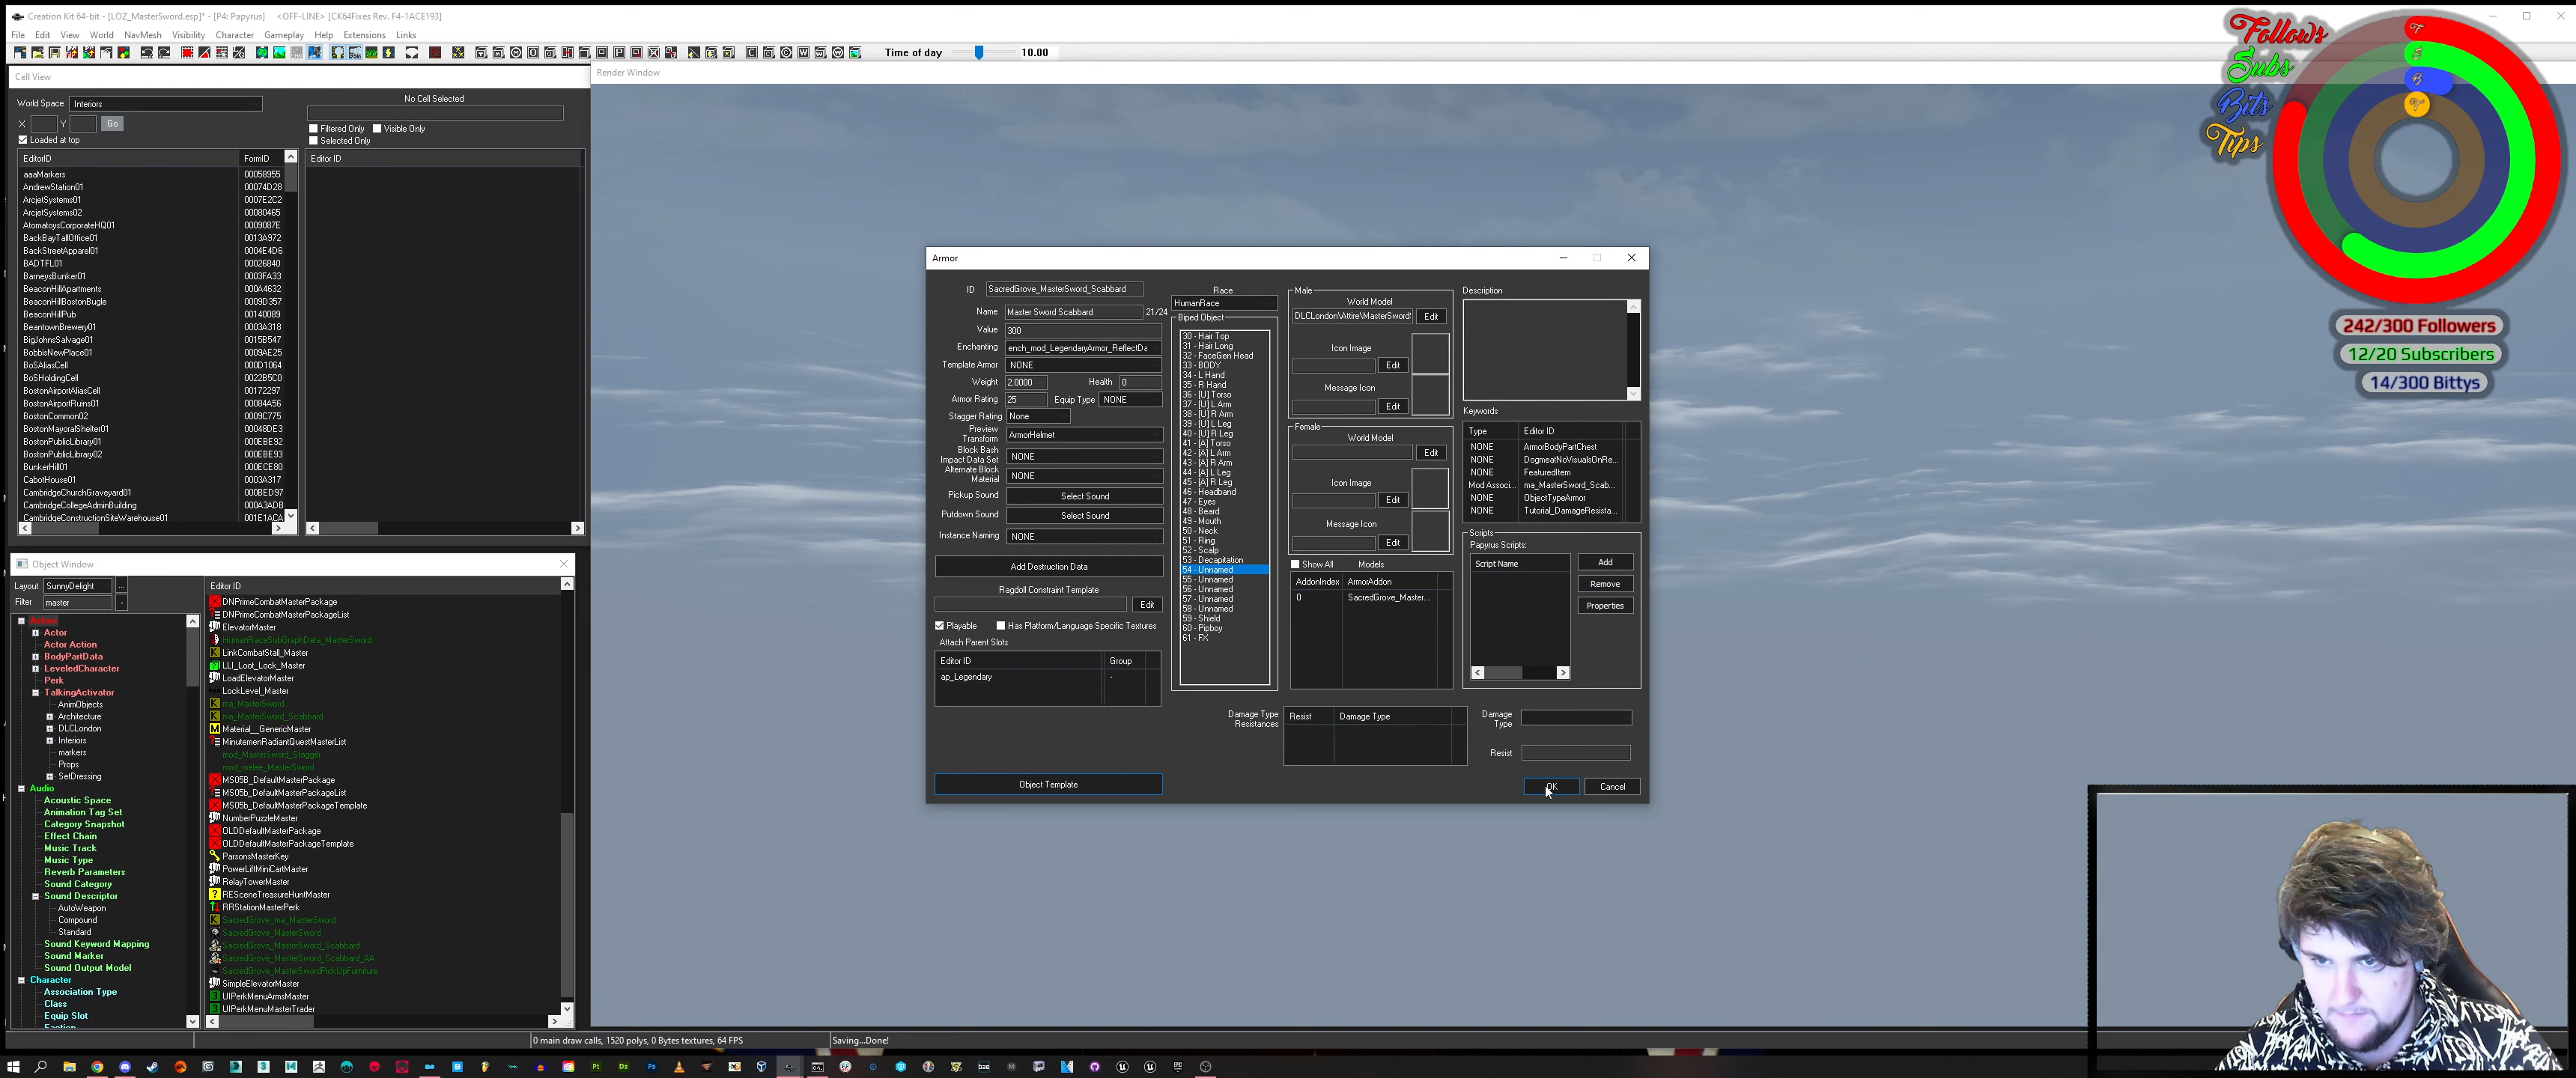 Creation Kit 64-bit - [LOZ_MasterSword.esp]* - [P4: Papyrus] <OFF-LINE> [CK64Fixes Rev. F4-1ACE193]
File Edit View World NavMesh Visibility Character Gameplay Help Extensions Links
Time of day 10.00
Cell View
World Space Interiors
No Cell Selected
X Y Go
Filtered Only Visible Only
Loaded at top
Selected Only
EditorID FormID
Editor ID
aaaMarkers 00058955
AndrewStation01 00074D28
ArcjetSystems01 0007E2C2
ArcjetSystems02 00080465
AtomatoysCorporateHQ01 0009087E
BackBayTallOffice01 0013A972
BackStreetApparel01 0004E4D6
BADTFL01 00026840
BarneysBunker01 0003FA33
BeaconHillApartments 000A4632
BeaconHillBostonBugle 0009D357
BeaconHillPub 00140089
BeantownBrewery01 0003A318
BigJohnsSalvage01 0015B547
BobbisNewPlace01 0009AE25
BoSAliasCell 000D1064
BoSHoldingCell 0022B5C0
BostonAirportAliasCell 00172297
BostonAirportRuins01 00084A56
BostonCommon02 0009C775
BostonMayoralShelter01 00048DE3
BostonPublicLibrary01 000EBE92
BostonPublicLibrary02 000EBE93
BunkerHill01 000ECE80
CabotHouse01 0003A317
CambridgeChurchGraveyard01 000BED97
CambridgeCollegeAdminBuilding 000A3ADB
CambridgeConstructionSiteWarehouse01 001E1ACA
Object Window
Layout SunnyDelight ...
Filter master -
Actors
Actor
Actor Action
BodyPartData
LeveledCharacter
Perk
TalkingActivator
AnimObjects
Architecture
DLCLondon
Interiors
markers
Props
SetDressing
Audio
Acoustic Space
Animation Tag Set
Category Snapshot
Effect Chain
Music Track
Music Type
Reverb Parameters
Sound Category
Sound Descriptor
AutoWeapon
Compound
Standard
Sound Keyword Mapping
Sound Marker
Sound Output Model
Character
Association Type
Class
Equip Slot
Faction
Editor ID
DNPrimeCombatMasterPackage
DNPrimeCombatMasterPackageList
ElevatorMaster
HumanRaceSubGraphData_MasterSword
LinkCombatStall_Master
LLI_Loot_Lock_Master
LoadElevatorMaster
LockLevel_Master
ma_MasterSword
ma_MasterSword_Scabbard
Material__GenericMaster
MinutemenRadiantQuestMasterList
mod_MasterSword_Stagger
mod_melee_MasterSword
MS05B_DefaultMasterPackage
MS05b_DefaultMasterPackageList
MS05b_DefaultMasterPackageTemplate
NumberPuzzleMaster
OLDDefaultMasterPackage
OLDDefaultMasterPackageTemplate
ParsonsMasterKey
PowerLiftMiniCartMaster
RelayTowerMaster
RESceneTreasureHuntMaster
RRStationMasterPerk
SacredGrove_ma_MasterSword
SacredGrove_MasterSword
SacredGrove_MasterSword_Scabbard
SacredGrove_MasterSword_Scabbard_AA
SacredGrove_MasterSwordPickUpFurniture
SimpleElevatorMaster
UIPerkMenuArmsMaster
UIPerkMenuMasterTrader
Render Window
Armor
ID SacredGrove_MasterSword_Scabbard
Name Master Sword Scabbard 21/24
Value 300
Enchanting ench_mod_LegendaryArmor_ReflectDa
Template Armor NONE
Weight 2.0000 Health 0
Armor Rating 25 Equip Type NONE
Stagger Rating None
Preview Transform ArmorHelmet
Block Bash Impact Data Set NONE
Alternate Block Material NONE
Pickup Sound Select Sound
Putdown Sound Select Sound
Instance Naming NONE
Add Destruction Data
Ragdoll Constraint Template
Edit
Playable Has Platform/Language Specific Textures
Attach Parent Slots
Editor ID Group
ap_Legendary -
Object Template
Race
HumanRace
Biped Object
30 - Hair Top
31 - Hair Long
32 - FaceGen Head
33 - BODY
34 - L Hand
35 - R Hand
36 - [U] Torso
37 - [U] L Arm
38 - [U] R Arm
39 - [U] L Leg
40 - [U] R Leg
41 - [A] Torso
42 - [A] L Arm
43 - [A] R Arm
44 - [A] L Leg
45 - [A] R Leg
46 - Headband
47 - Eyes
48 - Beard
49 - Mouth
50 - Neck
51 - Ring
52 - Scalp
53 - Decapitation
54 - Unnamed
55 - Unnamed
56 - Unnamed
57 - Unnamed
58 - Unnamed
59 - Shield
60 - Pipboy
61 - FX
Male
World Model
DLCLondon\Attire\MasterSword\ Edit
Icon Image
Edit
Message Icon
Edit
Female
World Model
Edit
Icon Image
Edit
Message Icon
Edit
Show All Models
AddonIndex ArmorAddon
0 SacredGrove_Master...
Description
Keywords
Type Editor ID
NONE ArmorBodyPartChest
NONE DogmeatNoVisualsOnRe...
NONE FeaturedItem
Mod Associ... ma_MasterSword_Scab...
NONE ObjectTypeArmor
NONE Tutorial_DamageResista...
Scripts
Papyrus Scripts:
Script Name
Add
Remove
Properties
Damage Type Resistances
Resist Damage Type
Damage Type
Resist
OK Cancel
0 main draw calls, 1520 polys, 0 Bytes textures, 64 FPS
Saving...Done!
Follows
Subs
Bits
Tips
F
E
B
T
242/300 Followers
12/20 Subscribers
14/300 Bittys